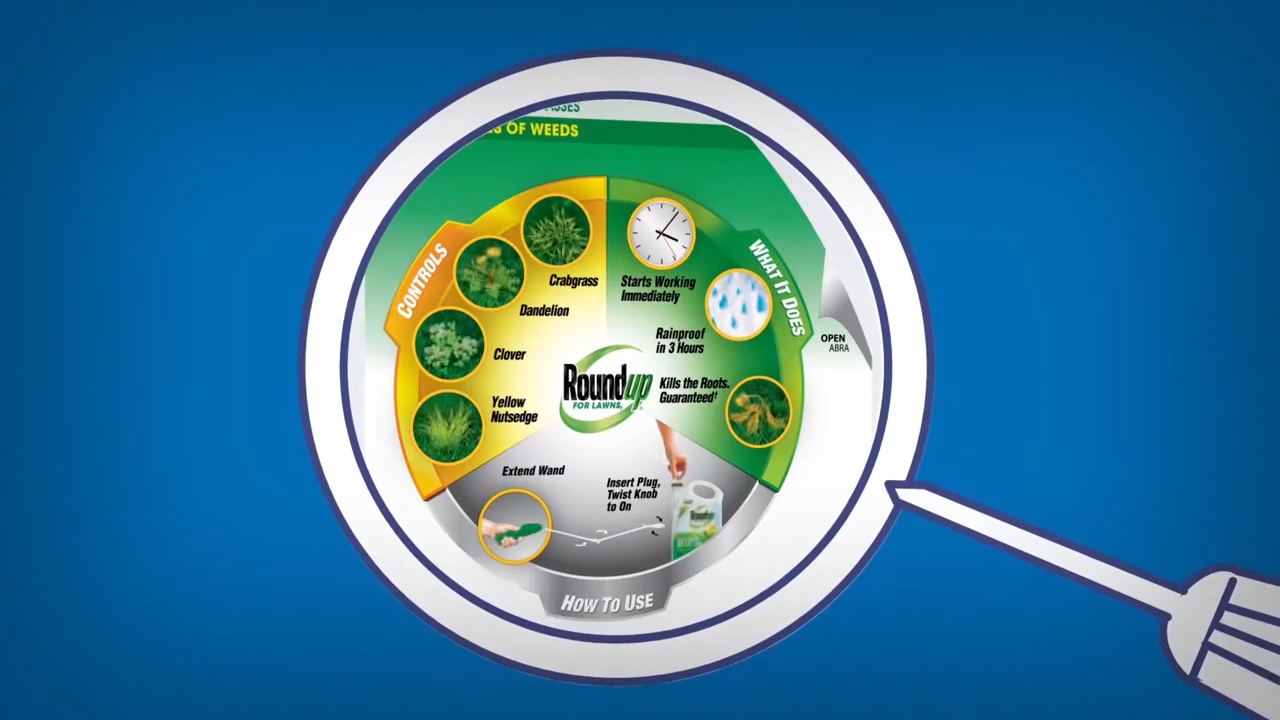 OF WEEDS
CONTROLS
Crabgrass
Dandelion
Clover
Yellow
Nutsedge
WHAT IT DOES
Starts Working
Immediately
Rainproof
in 3 Hours
Kills the Roots.
Guaranteed†
OPEN
ABRA
Roundup
FOR LAWNS
Extend Wand
Insert Plug,
Twist Knob
to On
HOW TO USE